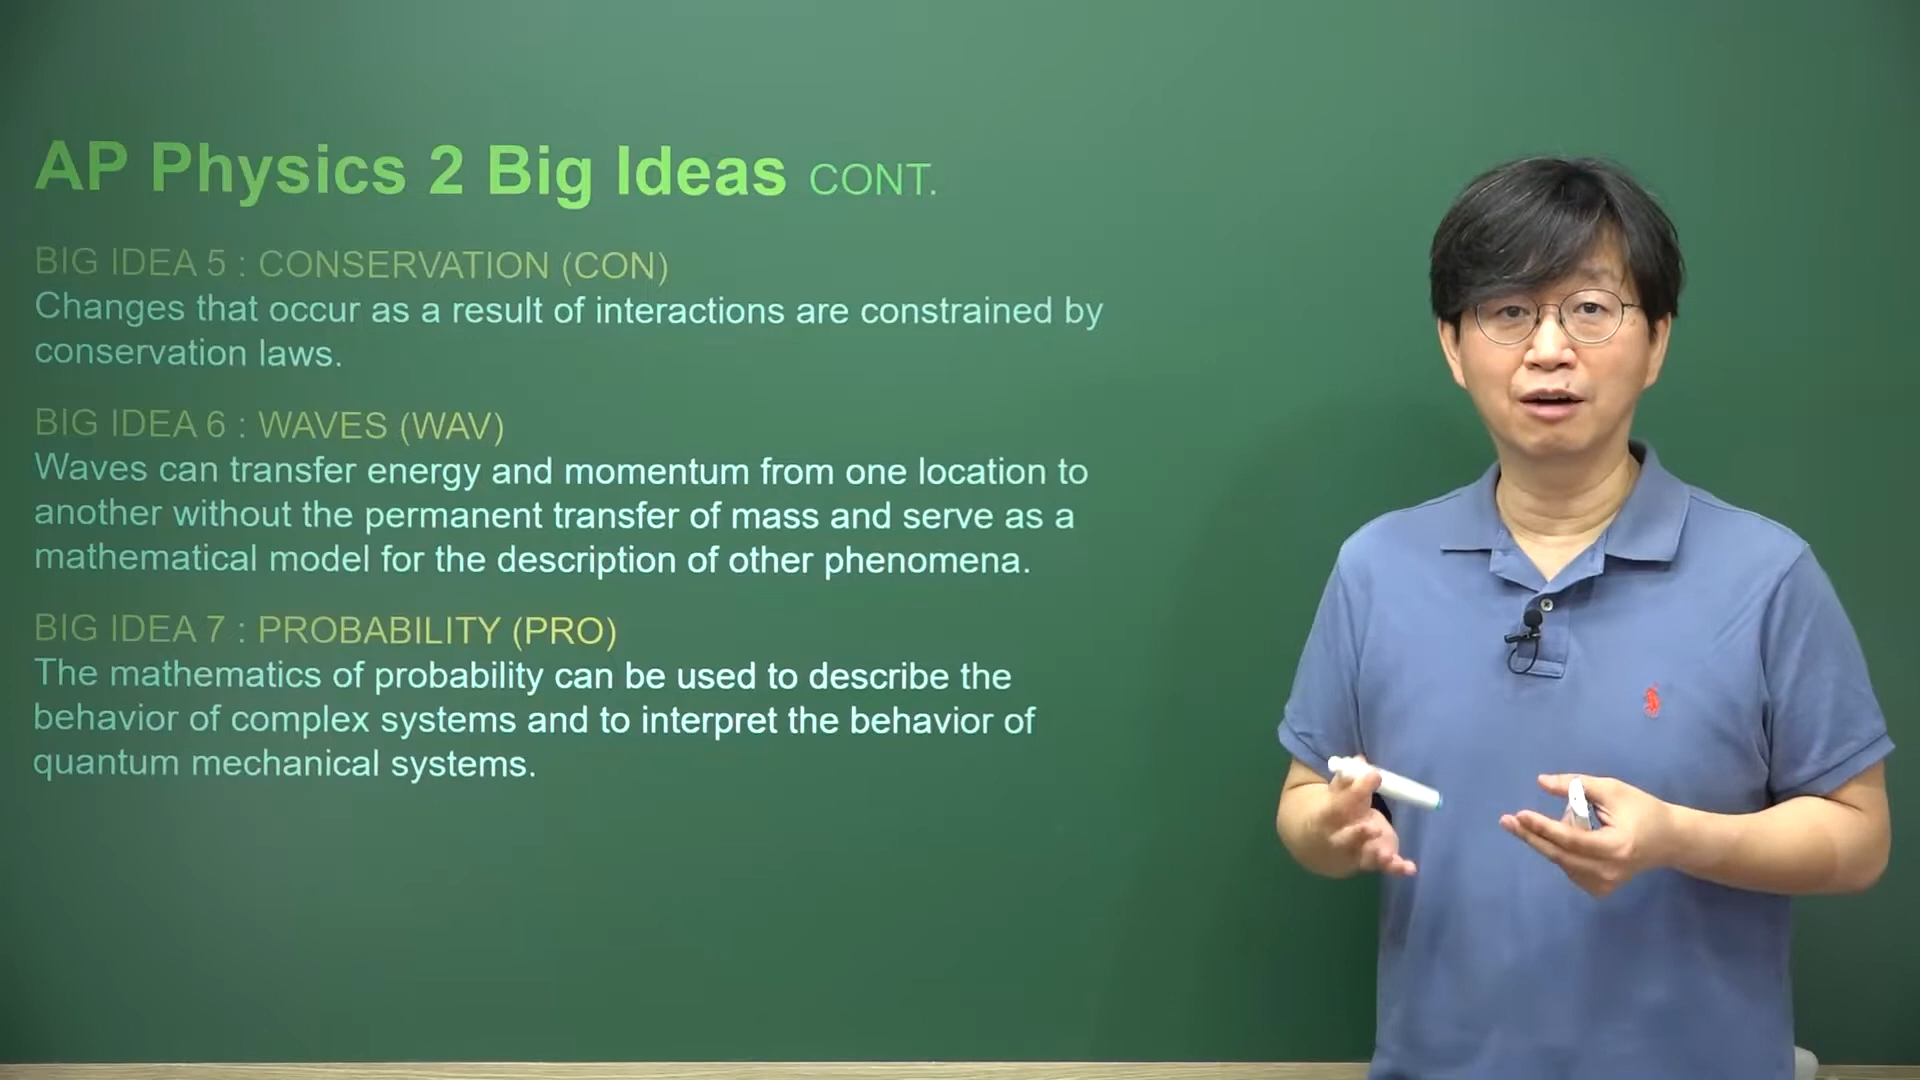 AP Physics 2 Big Ideas CONT.
BIG IDEA 5 : CONSERVATION (CON)
Changes that occur as a result of interactions are constrained by
conservation laws.
BIG IDEA 6 : WAVES (WAV)
Waves can transfer energy and momentum from one location to
another without the permanent transfer of mass and serve as a
mathematical model for the description of other phenomena.
BIG IDEA 7 : PROBABILITY (PRO)
The mathematics of probability can be used to describe the
behavior of complex systems and to interpret the behavior of
quantum mechanical systems.